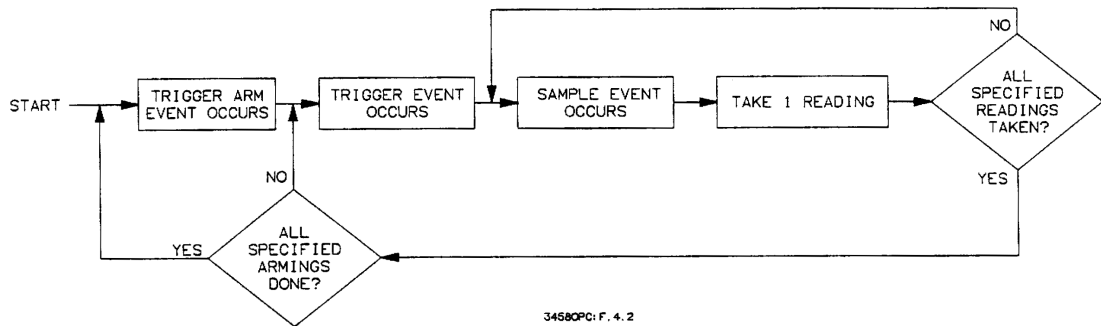 START
TRIGGER ARM
EVENT OCCURS
TRIGGER EVENT
OCCURS
SAMPLE EVENT
OCCURS
TAKE 1 READING
NO
ALL
SPECIFIED
READINGS
TAKEN?
YES
NO
YES
ALL
SPECIFIED
ARMINGS
DONE?
3458OPC: F. 4. 2